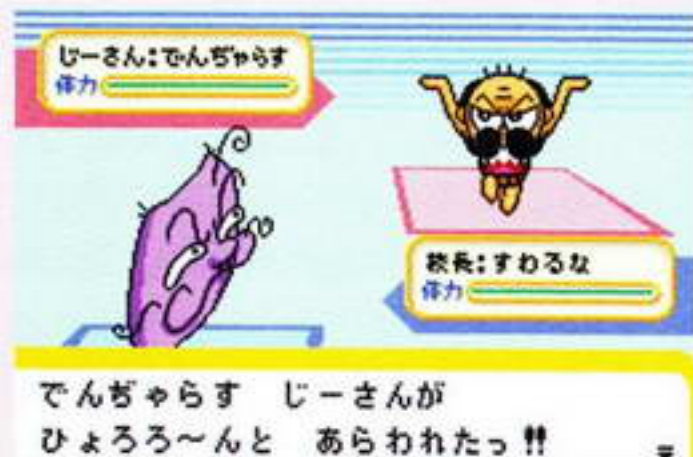 じーさん:でんぢゃらす
体力
校長:すわるな
体力
でんぢゃらす じーさんが
ひょろろ〜んと あらわれたっ!!